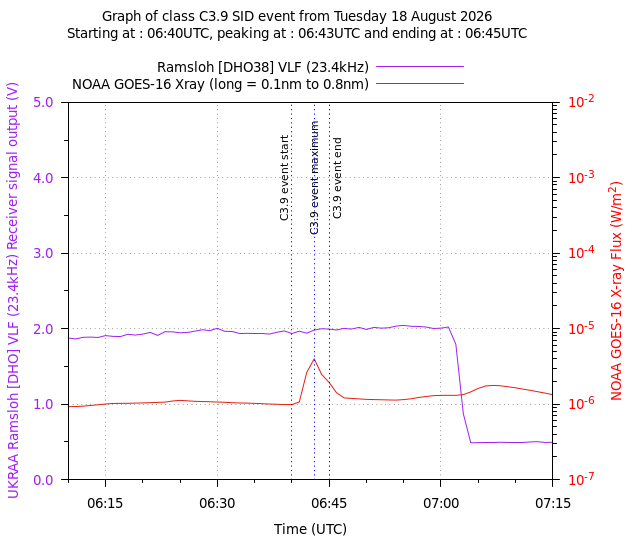 Graph of class C3.9 SID event from Tuesday 18 August 2026
Starting at : 06:40UTC, peaking at : 06:43UTC and ending at : 06:45UTC
Ramsloh [DHO38] VLF (23.4kHz)
NOAA GOES-16 Xray (long = 0.1nm to 0.8nm)
UKRAA Ramsloh [DHO] VLF (23.4kHz) Receiver signal output (V)
5.0
4.0
3.0
2.0
1.0
0.0
C3.9 event start
C3.9 event maximum
C3.9 event end
10-2
10-3
10-4
10-5
10-6
10-7
NOAA GOES-16 X-ray Flux (W/m2)
06:15 06:30 06:45 07:00 07:15
Time (UTC)